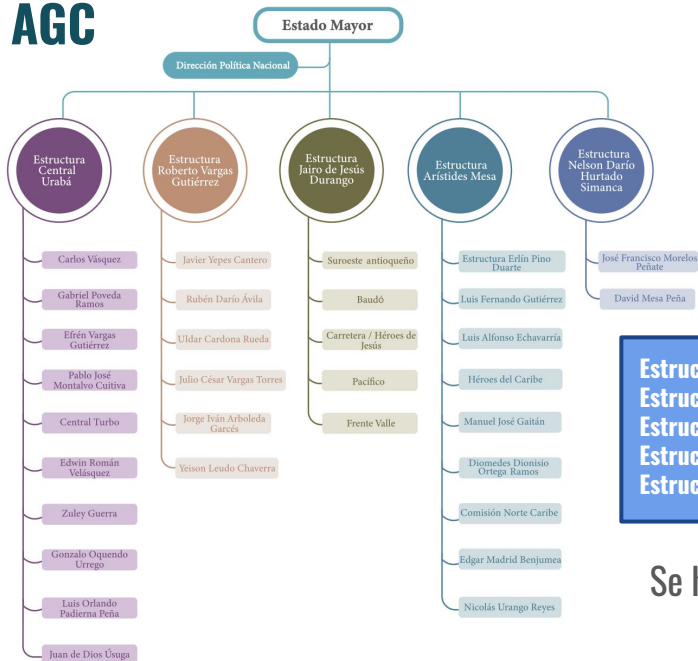 AGC
Estado Mayor
Dirección Política Nacional
Estructura
Central
Urabá
Carlos Vásquez
Gabriel Poveda
Ramos
Efrén Vargas
Gutiérrez
Pablo José
Montalvo Cuitiva
Central Turbo
Edwin Román
Velásquez
Zuley Guerra
Gonzalo Oquendo
Urrego
Luis Orlando
Padierna Peña
Juan de Dios Úsuga
Estructura
Roberto Vargas
Gutiérrez
Javier Yepes Cantero
Rubén Darío Ávila
Uldar Cardona Rueda
Julio César Vargas Torres
Jorge Iván Arboleda
Garcés
Yeison Leudo Chaverra
Estructura
Jairo de Jesús
Durango
Suroeste antioqueño
Baudó
Carretera / Héroes de
Jesús
Pacífico
Frente Valle
Estructura
Arístides Mesa
Estructura Erlín Pino
Duarte
Luis Fernando Gutiérrez
Luis Alfonso Echavarría
Héroes del Caribe
Manuel José Gaitán
Diomedes Dionisio
Ortega Ramos
Comisión Norte Caribe
Edgar Madrid Benjumea
Nicolás Urango Reyes
Estructura
Nelson Darío
Hurtado
Simanca
José Francisco Morelos
Peñate
David Mesa Peña
Estruc
Estruc
Estruc
Estruc
Estruc
Se h